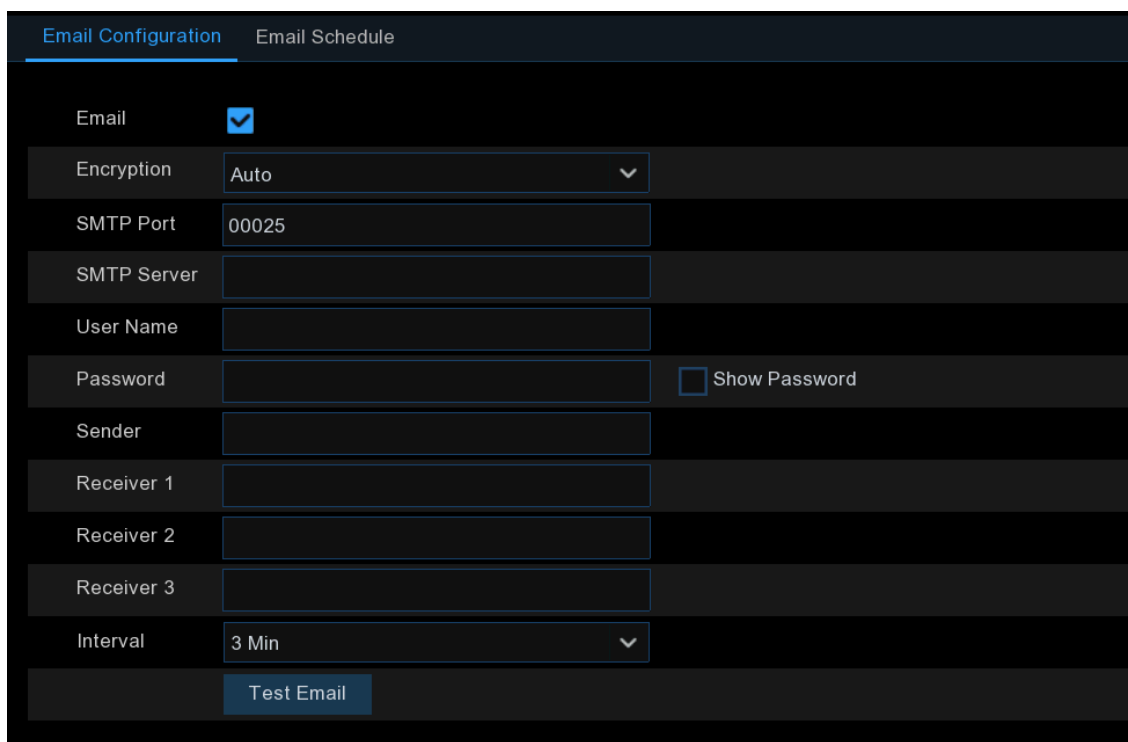 Email Configuration Email Schedule
Email
Encryption Auto
SMTP Port 00025
SMTP Server
User Name
Password Show Password
Sender
Receiver 1
Receiver 2
Receiver 3
Interval 3 Min
Test Email